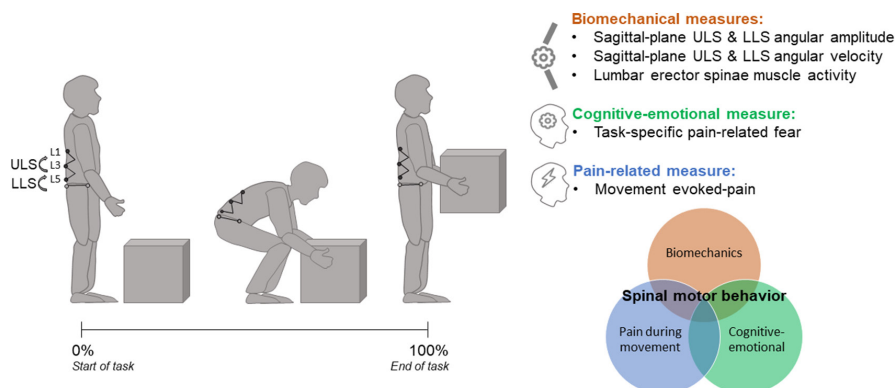 Biomechanical measures:
• Sagittal-plane ULS & LLS angular amplitude
• Sagittal-plane ULS & LLS angular velocity
• Lumbar erector spinae muscle activity
Cognitive-emotional measure:
• Task-specific pain-related fear
Pain-related measure:
• Movement evoked-pain
L1
ULS
L3
LLS
L5
0%
Start of task
100%
End of task
Biomechanics
Spinal motor behavior
Pain during
movement
Cognitive-
emotional